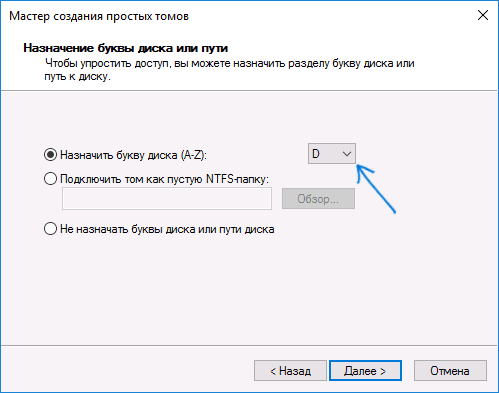 Мастер создания простых томов
Назначение буквы диска или пути
Чтобы упростить доступ, вы можете назначить разделу букву диска или
путь к диску.
Назначить букву диска (A-Z): D
Подключить том как пустую NTFS-папку:
Обзор...
Не назначать буквы диска или пути диска
< Назад Далее > Отмена